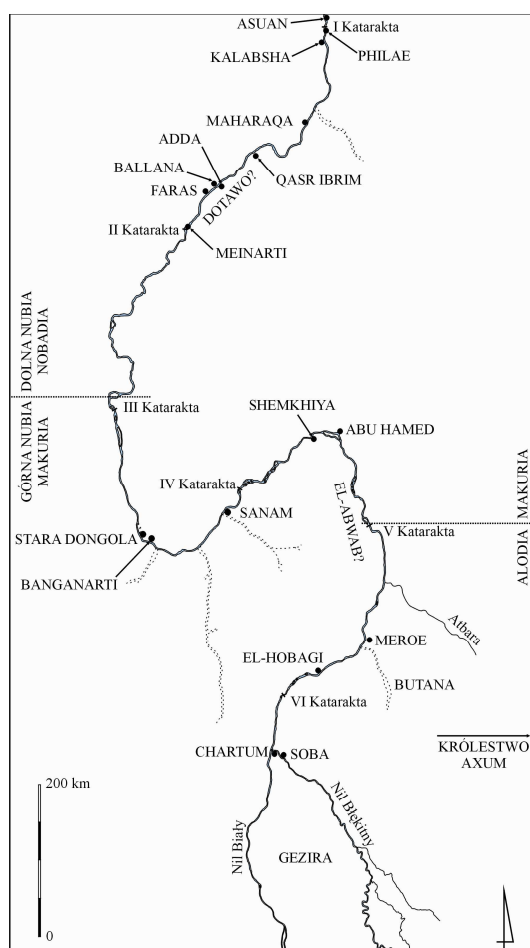 ASUAN
I Katarakta
KALABSHA
PHILAE
MAHARAQA
ADDA
BALLANA
QASR IBRIM
FARAS
DOTAWO?
II Katarakta
MEINARTI
DOLNA NUBIA
NOBADIA
GÓRNA NUBIA
MAKURIA
III Katarakta
SHEMKHIYA
ABU HAMED
IV Katarakta
SANAM
EL-ABWAB?
MAKURIA
ALODIA
V Katarakta
STARA DONGOLA
BANGANARTI
Atbara
MEROE
EL-HOBAGI
BUTANA
VI Katarakta
KRÓLESTWO
AXUM
CHARTUM
SOBA
200 km
0
Nil Biały
Nil Błękitny
GEZIRA